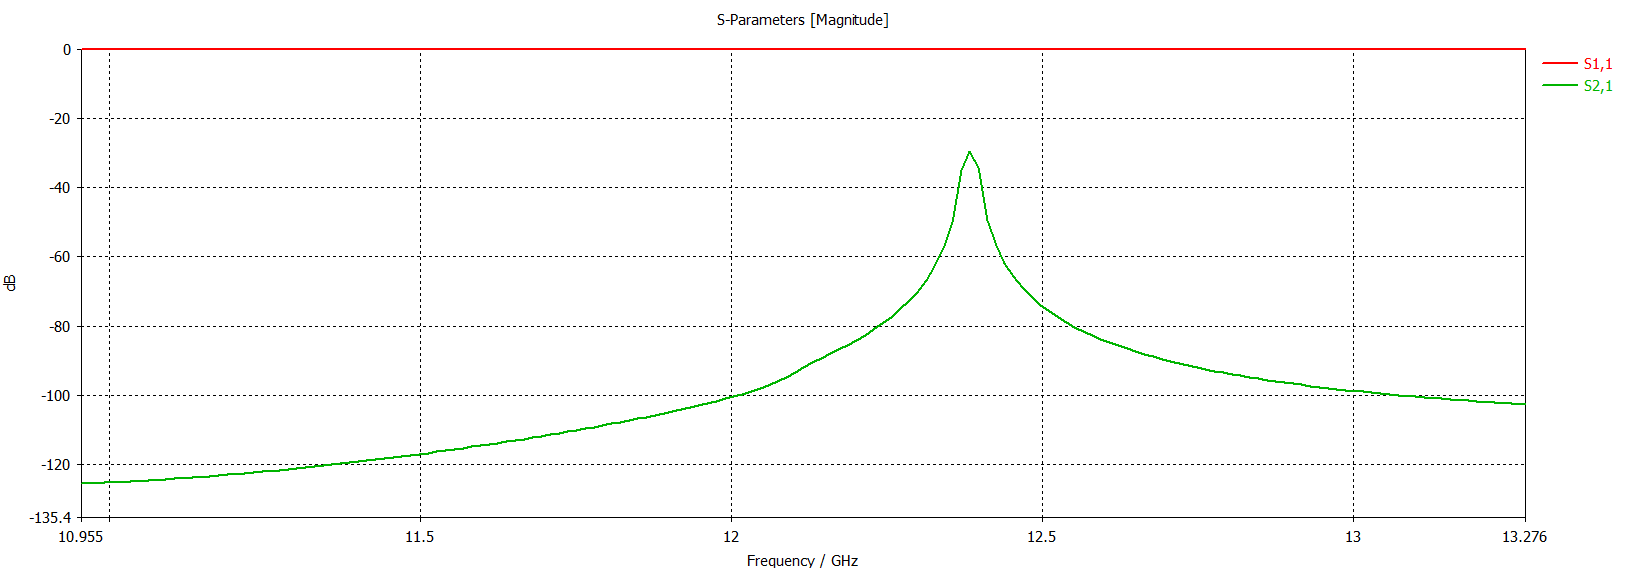 S-Parameters [Magnitude]
0
-20
-40
-60
-80
-100
-120
-135.4
dB
10.955
11.5
12
12.5
13
13.276
Frequency / GHz
S1,1
S2,1